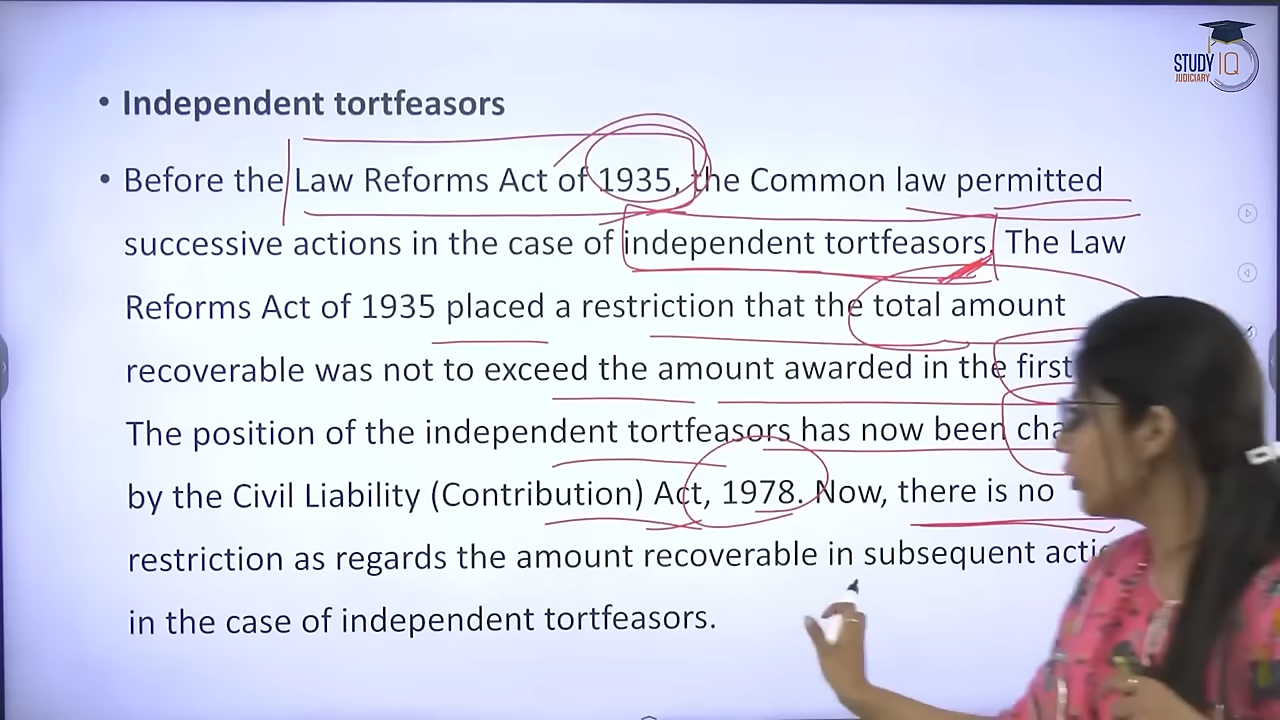 STUDY IQ
JUDICIARY
• Independent tortfeasors
• Before the Law Reforms Act of 1935, the Common law permitted
successive actions in the case of independent tortfeasors. The Law
Reforms Act of 1935 placed a restriction that the total amount
recoverable was not to exceed the amount awarded in the first
The position of the independent tortfeasors has now been
by the Civil Liability (Contribution) Act, 1978. Now, there is no
restriction as regards the amount recoverable in subsequent
in the case of independent tortfeasors.